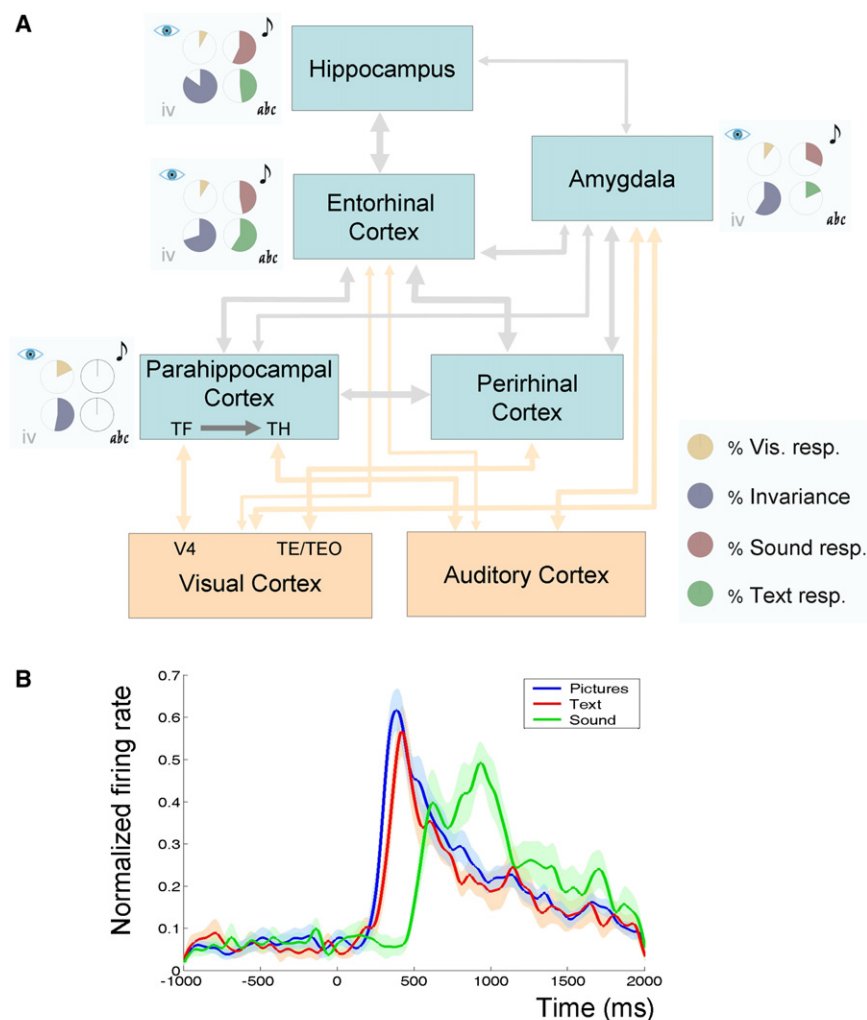 A
iv
abc
Hippocampus
iv
abc
Entorhinal
Cortex
Amygdala
iv
abc
iv
abc
Parahippocampal
Cortex
TF
TH
Perirhinal
Cortex
V4
TE/TEO
Visual Cortex
Auditory Cortex
% Vis. resp.
% Invariance
% Sound resp.
% Text resp.
B
Normalized firing rate
0.7
0.6
0.5
0.4
0.3
0.2
0.1
0
-1000
-500
0
500
1000
1500
2000
Time (ms)
Pictures
Text
Sound